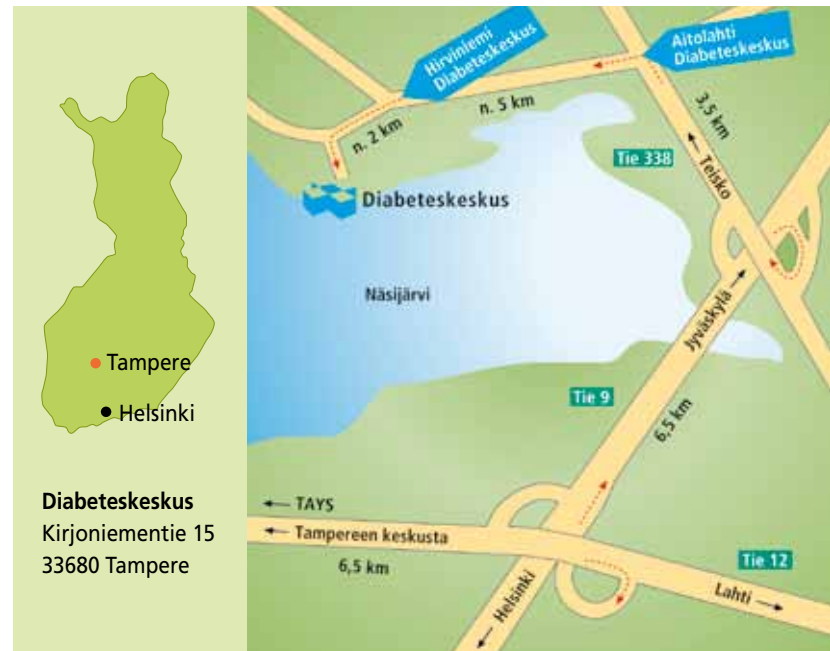 Tampere
Helsinki
Diabeteskeskus
Kirjoniementie 15
33680 Tampere
Hirviniemi
Diabeteskeskus
Aitolahti
Diabeteskeskus
n. 2 km
n. 5 km
3,5 km
Tie 338
Teisko
Diabeteskeskus
Näsijärvi
Jyväskylä
Tie 9
6,5 km
TAYS
Tampereen keskusta
6,5 km
Tie 12
Helsinki
Lahti